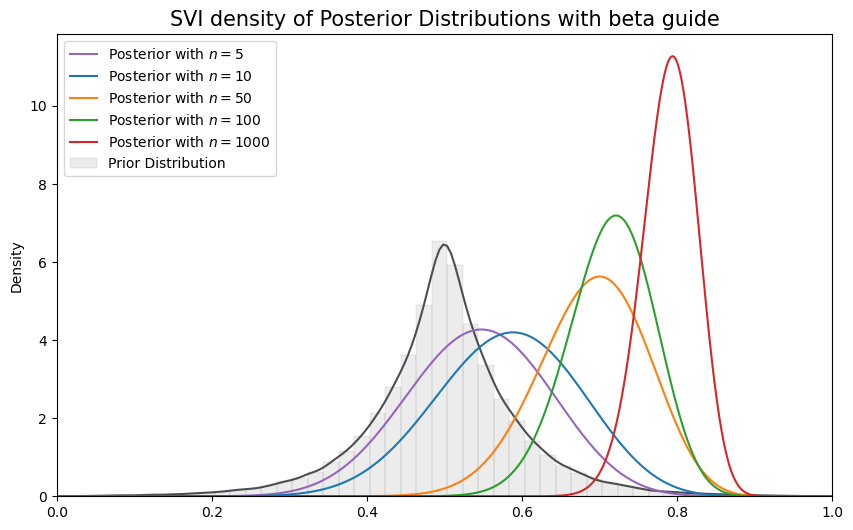 SVI density of Posterior Distributions with beta guide
Posterior with n = 5
Posterior with n = 10
Posterior with n = 50
Posterior with n = 100
Posterior with n = 1000
Prior Distribution
Density
10
8
6
4
2
0
0.0 0.2 0.4 0.6 0.8 1.0